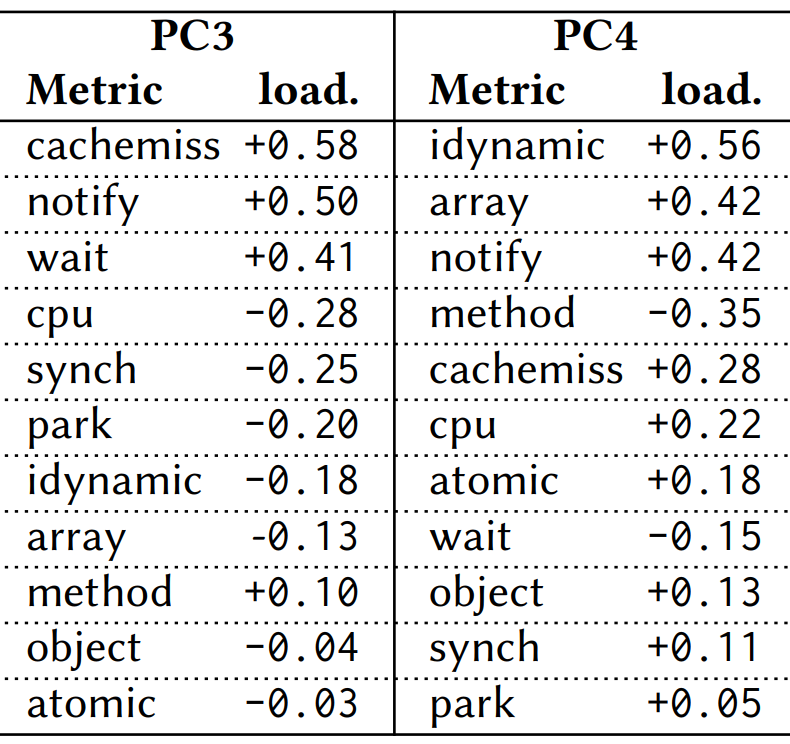 PC3 PC4
Metric load. Metric load.
cachemiss +0.58 idynamic +0.56
notify +0.50 array +0.42
wait +0.41 notify +0.42
cpu −0.28 method −0.35
synch −0.25 cachemiss +0.28
park −0.20 cpu +0.22
idynamic −0.18 atomic +0.18
array -0.13 wait −0.15
method +0.10 object +0.13
object −0.04 synch +0.11
atomic −0.03 park +0.05